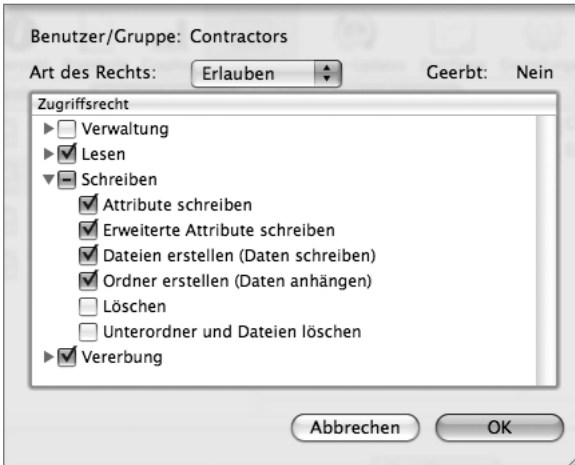 Benutzer/Gruppe: Contractors
Art des Rechts: Erlauben Geerbt: Nein
Zugriffsrecht
Verwaltung
Lesen
Schreiben
Attribute schreiben
Erweiterte Attribute schreiben
Dateien erstellen (Daten schreiben)
Ordner erstellen (Daten anhängen)
Löschen
Unterordner und Dateien löschen
Vererbung
Abbrechen OK